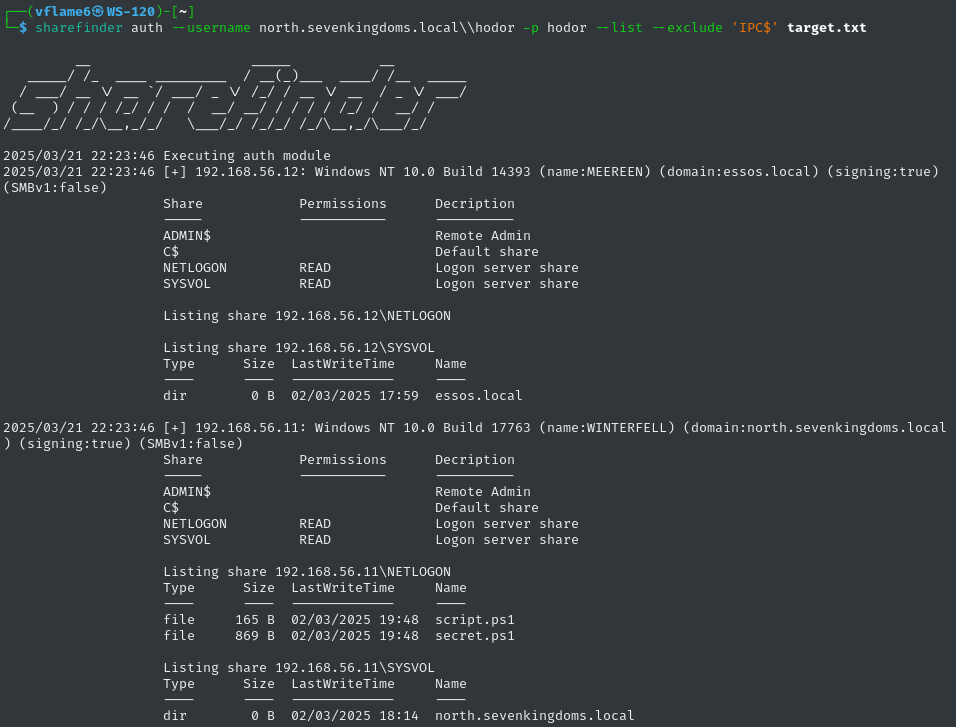 ┌──(vflame6㉿WS-120)-[~]
└─$ sharefinder auth --username north.sevenkingdoms.local\\hodor -p hodor --list --exclude 'IPC$' target.txt
sharefinder
2025/03/21 22:23:46 Executing auth module
2025/03/21 22:23:46 [+] 192.168.56.12: Windows NT 10.0 Build 14393 (name:MEEREEN) (domain:essos.local) (signing:true)
(SMBv1:false)
Share Permissions Decription
----- ----------- ----------
ADMIN$ Remote Admin
C$ Default share
NETLOGON READ Logon server share
SYSVOL READ Logon server share
Listing share 192.168.56.12\NETLOGON
Listing share 192.168.56.12\SYSVOL
Type Size LastWriteTime Name
---- ---- ------------- ----
dir 0 B 02/03/2025 17:59 essos.local
2025/03/21 22:23:46 [+] 192.168.56.11: Windows NT 10.0 Build 17763 (name:WINTERFELL) (domain:north.sevenkingdoms.local
) (signing:true) (SMBv1:false)
Share Permissions Decription
----- ----------- ----------
ADMIN$ Remote Admin
C$ Default share
NETLOGON READ Logon server share
SYSVOL READ Logon server share
Listing share 192.168.56.11\NETLOGON
Type Size LastWriteTime Name
---- ---- ------------- ----
file 165 B 02/03/2025 19:48 script.ps1
file 869 B 02/03/2025 19:48 secret.ps1
Listing share 192.168.56.11\SYSVOL
Type Size LastWriteTime Name
---- ---- ------------- ----
dir 0 B 02/03/2025 18:14 north.sevenkingdoms.local